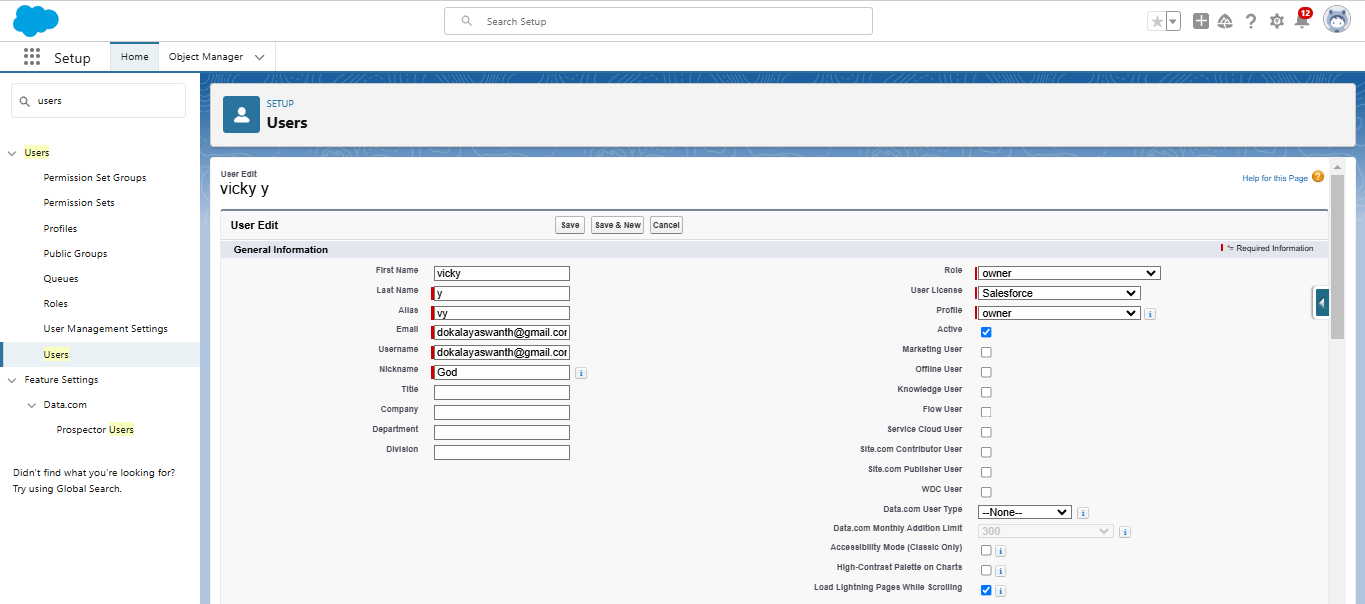 Search Setup
12
Setup
Home
Object Manager
users
Users
Permission Set Groups
Permission Sets
Profiles
Public Groups
Queues
Roles
User Management Settings
Users
Feature Settings
Data.com
Prospector Users
Didn't find what you're looking for?
Try using Global Search.
SETUP
Users
User Edit
vicky y
Help for this Page ?
User Edit
Save
Save & New
Cancel
General Information
*= Required Information
First Name vicky
Last Name y
Alias vy
Email dokalayaswanth@gmail.cor
Username dokalayaswanth@gmail.cor
Nickname God i
Title
Company
Department
Division
Role owner
User License Salesforce
Profile owner i
Active
Marketing User
Offline User
Knowledge User
Flow User
Service Cloud User
Site.com Contributor User
Site.com Publisher User
WDC User
Data.com User Type --None-- i
Data.com Monthly Addition Limit 300 i
Accessibility Mode (Classic Only) i
High-Contrast Palette on Charts i
Load Lightning Pages While Scrolling i